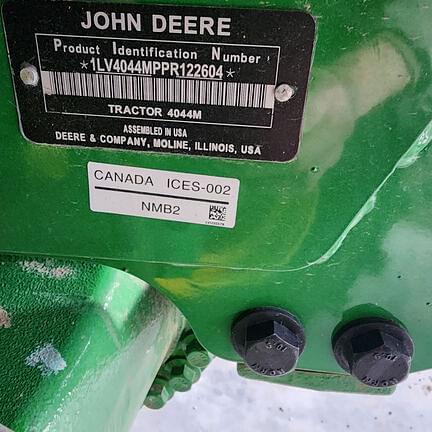 JOHN DEERE
Product Identification Number
*1LV4044MPPR122604*
TRACTOR 4044M
ASSEMBLED IN USA
DEERE & COMPANY, MOLINE, ILLINOIS, USA
CANADA ICES-002
NMB2